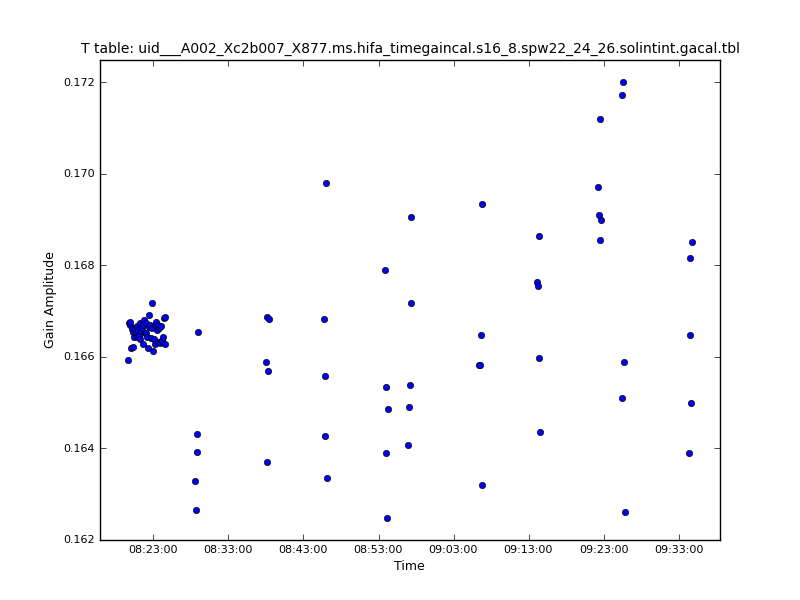 T table: uid___A002_Xc2b007_X877.ms.hifa_timegaincal.s16_8.spw22_24_26.solintint.gacal.tbl
0.172
0.170
0.168
0.166
0.164
0.162
Gain Amplitude
08:23:00 08:33:00 08:43:00 08:53:00 09:03:00 09:13:00 09:23:00 09:33:00
Time